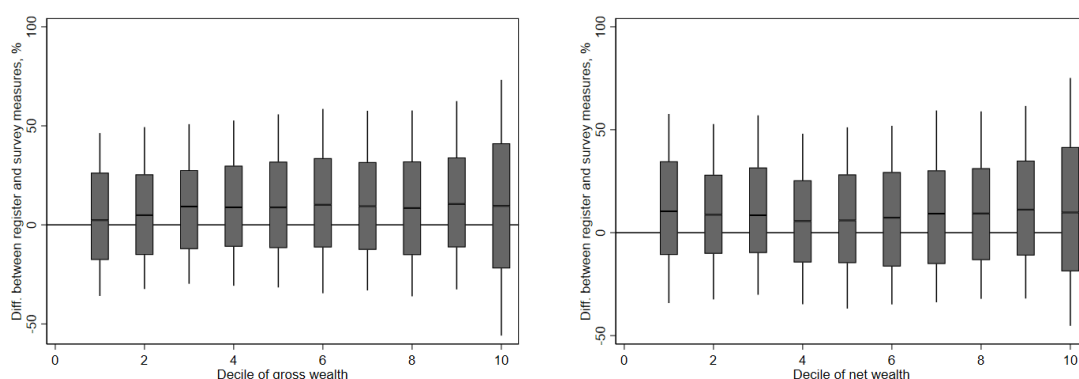 Diff. between register and survey measures, %
100
50
0
-50
0 2 4 6 8 10
Decile of gross wealth
Diff. between register and survey measures, %
100
50
0
-50
0 2 4 6 8 10
Decile of net wealth